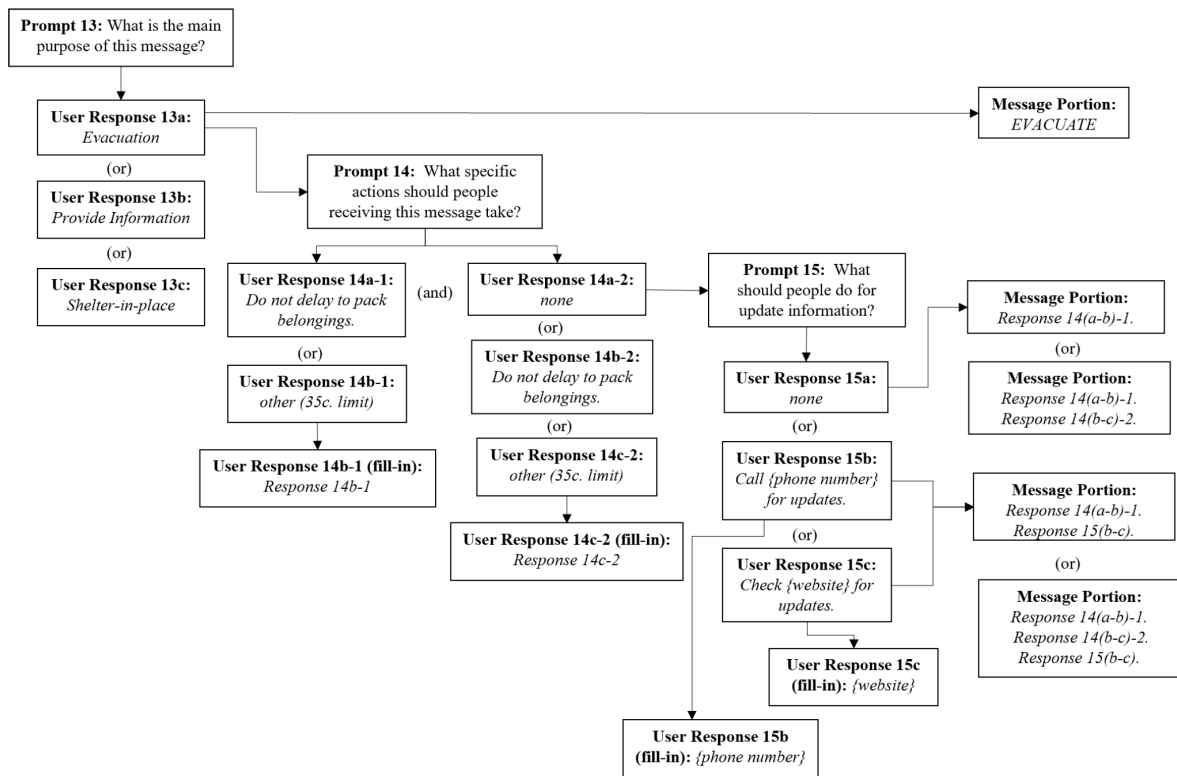 Prompt 13: What is the main
purpose of this message?
User Response 13a:
Evacuation
Message Portion:
EVACUATE
(or)
Prompt 14: What specific
actions should people
receiving this message take?
User Response 13b:
Provide Information
(or)
User Response 13c:
Shelter-in-place
User Response 14a-1:
Do not delay to pack
belongings.
(and)
User Response 14a-2:
none
Prompt 15: What
should people do for
update information?
(or)
User Response 14b-1:
other (35c. limit)
User Response 14b-1 (fill-in):
Response 14b-1
(or)
User Response 14b-2:
Do not delay to pack
belongings.
(or)
User Response 14c-2:
other (35c. limit)
User Response 14c-2 (fill-in):
Response 14c-2
User Response 15a:
none
(or)
User Response 15b:
Call {phone number}
for updates.
(or)
User Response 15c:
Check {website} for
updates.
User Response 15c
(fill-in): {website}
User Response 15b
(fill-in): {phone number}
Message Portion:
Response 14(a-b)-1.
(or)
Message Portion:
Response 14(a-b)-1.
Response 14(b-c)-2.
Message Portion:
Response 14(a-b)-1.
Response 15(b-c).
(or)
Message Portion:
Response 14(a-b)-1.
Response 14(b-c)-2.
Response 15(b-c).